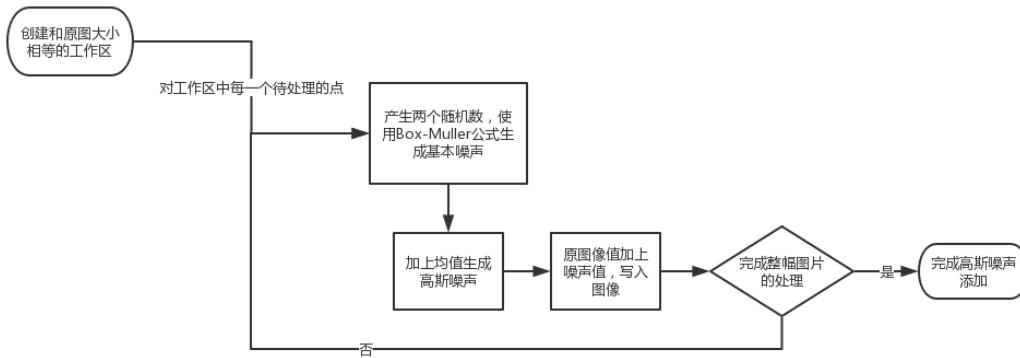 创建和原图大小
相等的工作区
对工作区中每一个待处理的点
产生两个随机数，使
用Box-Muller公式生
成基本噪声
加上均值生成
高斯噪声
原图像值加上
噪声值，写入
图像
完成整幅图片
的处理
是
完成高斯噪声
添加
否